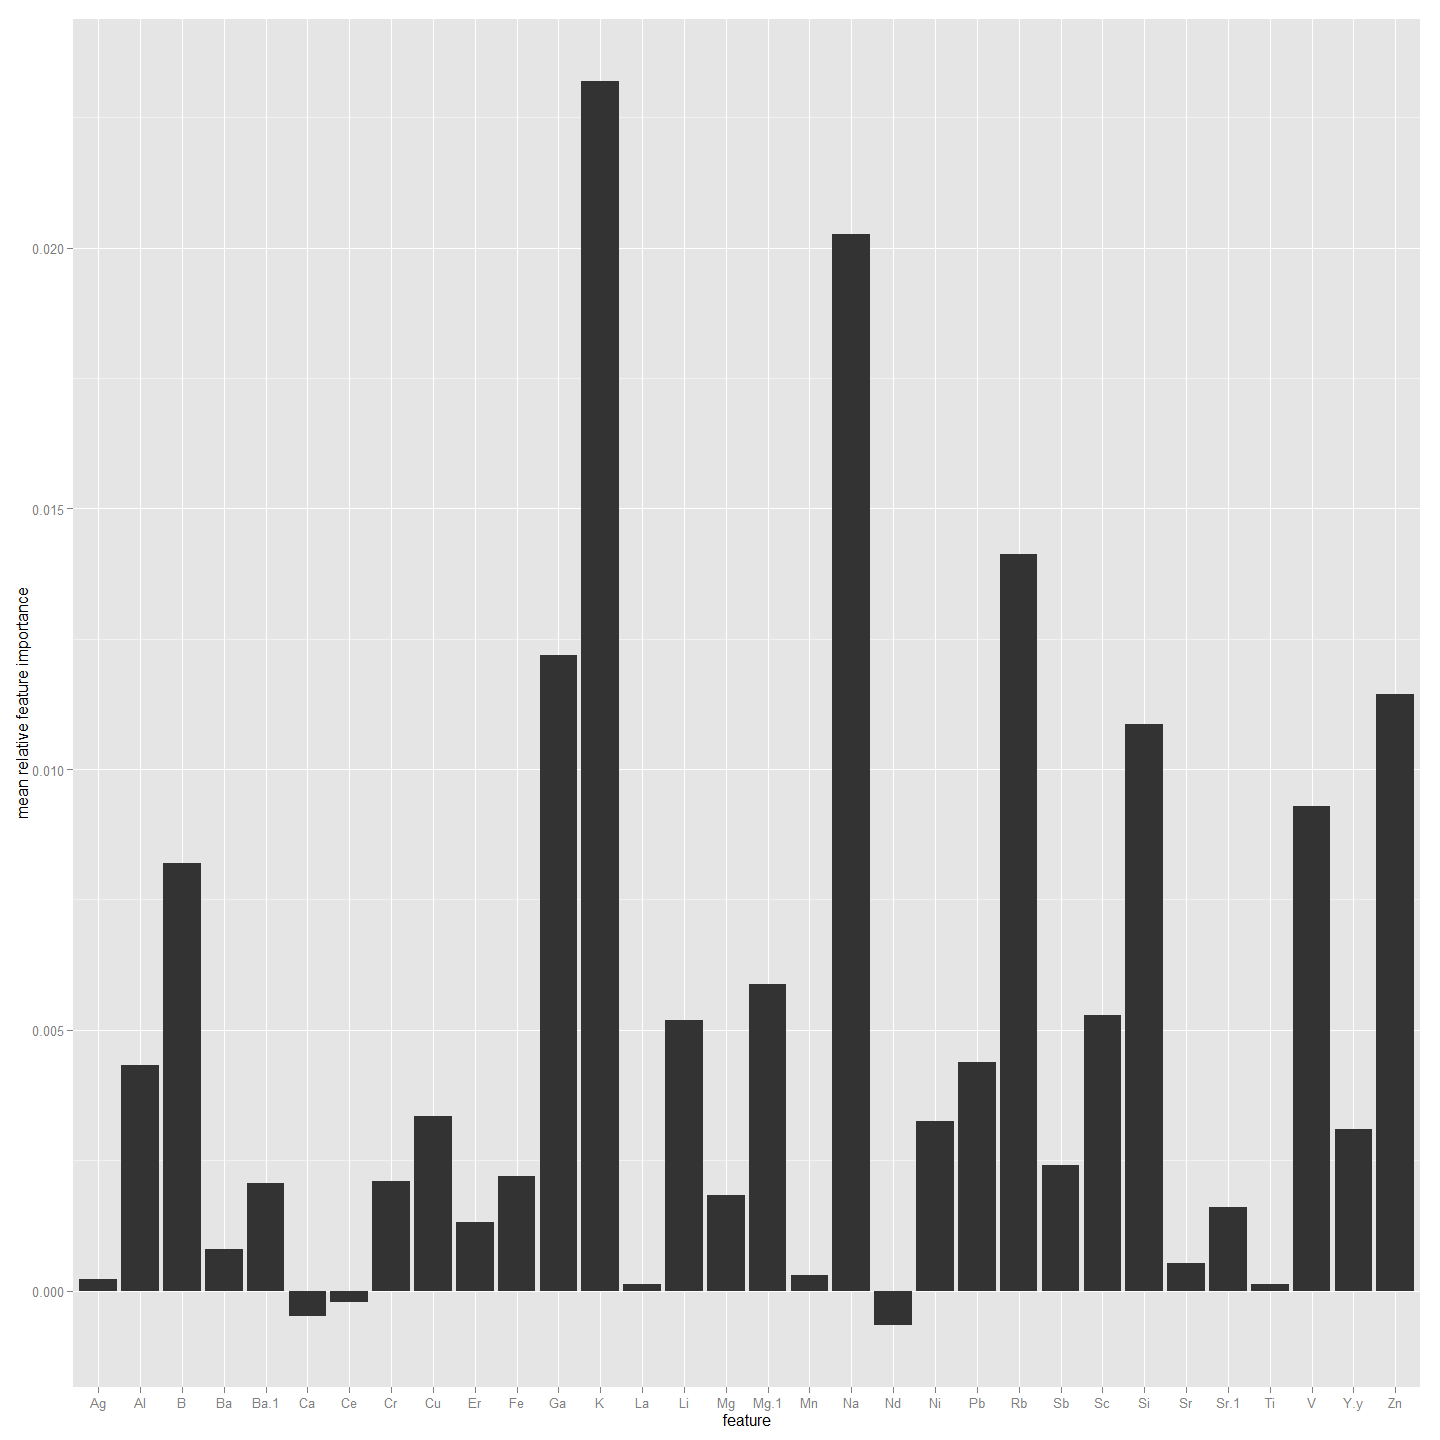 mean relative feature importance
0.020
0.015
0.010
0.005
0.000
Ag Al B Ba Ba.1 Ca Ce Cr Cu Er Fe Ga K La Li Mg Mg.1 Mn Na Nd Ni Pb Rb Sb Sc Si Sr Sr.1 Ti V Y.y Zn
feature